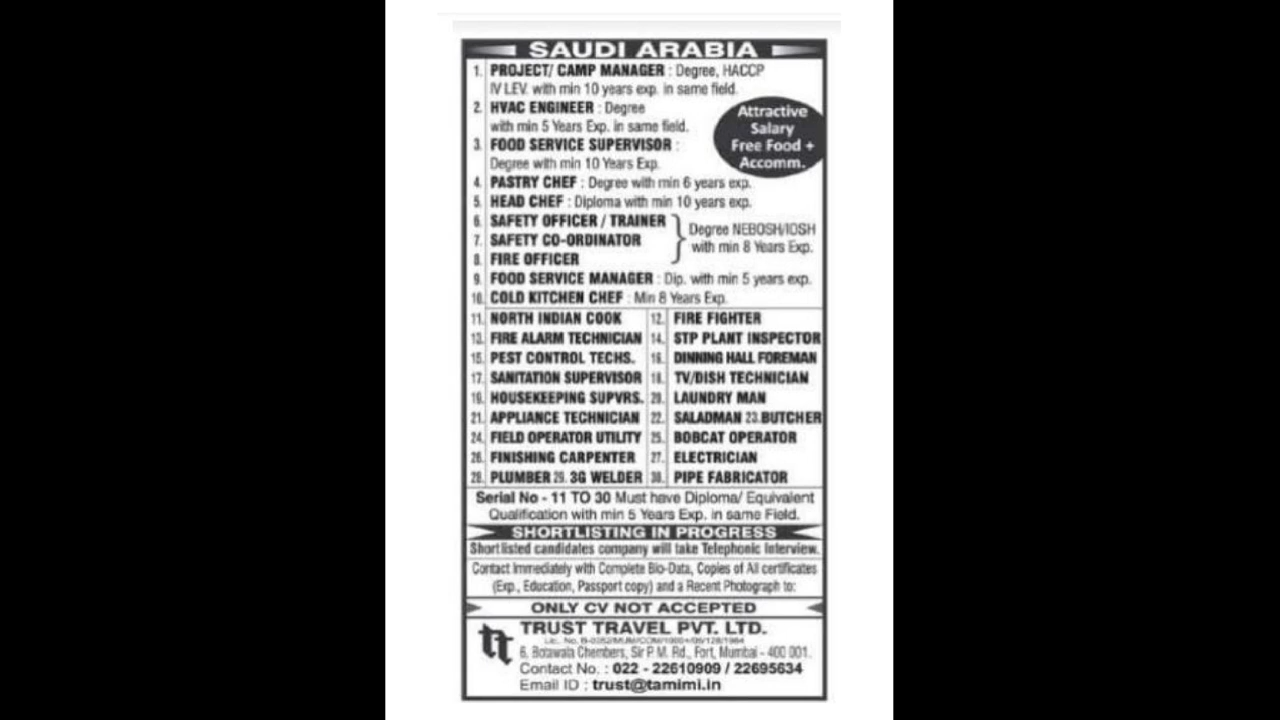 SAUDI ARABIA
1. PROJECT/ CAMP MANAGER : Degree, HACCP
IV LEV. with min 10 years exp. in same field.
2. HVAC ENGINEER : Degree
with min 5 Years Exp. in same field.
Attractive
Salary
Free Food +
Accomm.
3. FOOD SERVICE SUPERVISOR :
Degree with min 10 Years Exp.
4. PASTRY CHEF : Degree with min 6 years exp.
5. HEAD CHEF : Diploma with min 10 years exp.
6. SAFETY OFFICER / TRAINER
7. SAFETY CO-ORDINATOR
8. FIRE OFFICER
Degree NEBOSH/IOSH
with min 8 Years Exp.
9. FOOD SERVICE MANAGER : Dip. with min 5 years exp.
10. COLD KITCHEN CHEF : Min 8 Years Exp.
11. NORTH INDIAN COOK 12. FIRE FIGHTER
13. FIRE ALARM TECHNICIAN 14. STP PLANT INSPECTOR
15. PEST CONTROL TECHS. 16. DINNING HALL FOREMAN
17. SANITATION SUPERVISOR 18. TV/DISH TECHNICIAN
19. HOUSEKEEPING SUPVRS. 20. LAUNDRY MAN
21. APPLIANCE TECHNICIAN 22. SALADMAN 23. BUTCHER
24. FIELD OPERATOR UTILITY 25. BOBCAT OPERATOR
26. FINISHING CARPENTER 27. ELECTRICIAN
28. PLUMBER 29. 3G WELDER 30. PIPE FABRICATOR
Serial No - 11 TO 30 Must have Diploma/ Equivalent
Qualification with min 5 Years Exp. in same Field.
SHORTLISTING IN PROGRESS
Shortlisted candidates company will take Telephonic Interview.
Contact Immediately with Complete Bio-Data, Copies of All certificates
(Exp., Education, Passport copy) and a Recent Photograph to:
ONLY CV NOT ACCEPTED
tt
TRUST TRAVEL PVT. LTD.
Lic. No.
6, Botawala Chembers, Sir P. M. Rd., Fort, Mumbai - 400 001.
Contact No. : 022 - 22610909 / 22695634
Email ID : trust@tamimi.in